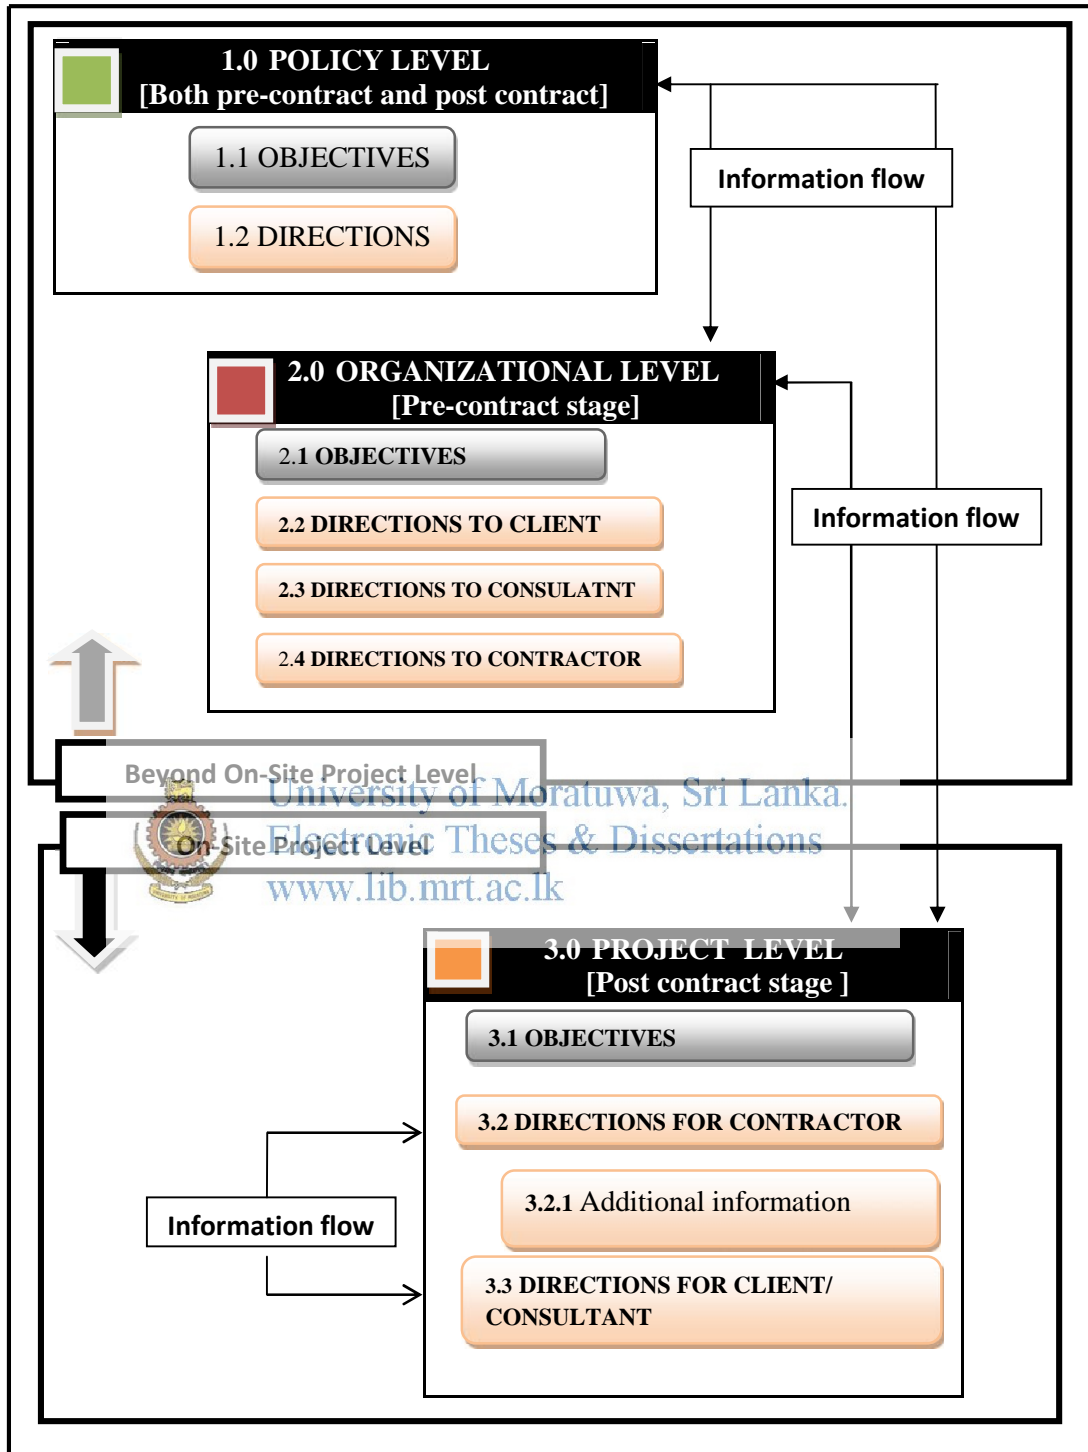 1.0 POLICY LEVEL
[Both pre-contract and post contract]
1.1 OBJECTIVES
1.2 DIRECTIONS
Information flow
2.0 ORGANIZATIONAL LEVEL
[Pre-contract stage]
2.1 OBJECTIVES
2.2 DIRECTIONS TO CLIENT
2.3 DIRECTIONS TO CONSULATNT
2.4 DIRECTIONS TO CONTRACTOR
Information flow
Beyond On-Site Project Level
University of Moratuwa, Sri Lanka.
On-Site Project Level
Electronic Theses & Dissertations
www.lib.mrt.ac.lk
3.0 PROJECT LEVEL
[Post contract stage ]
3.1 OBJECTIVES
3.2 DIRECTIONS FOR CONTRACTOR
3.2.1 Additional information
Information flow
3.3 DIRECTIONS FOR CLIENT/
CONSULTANT